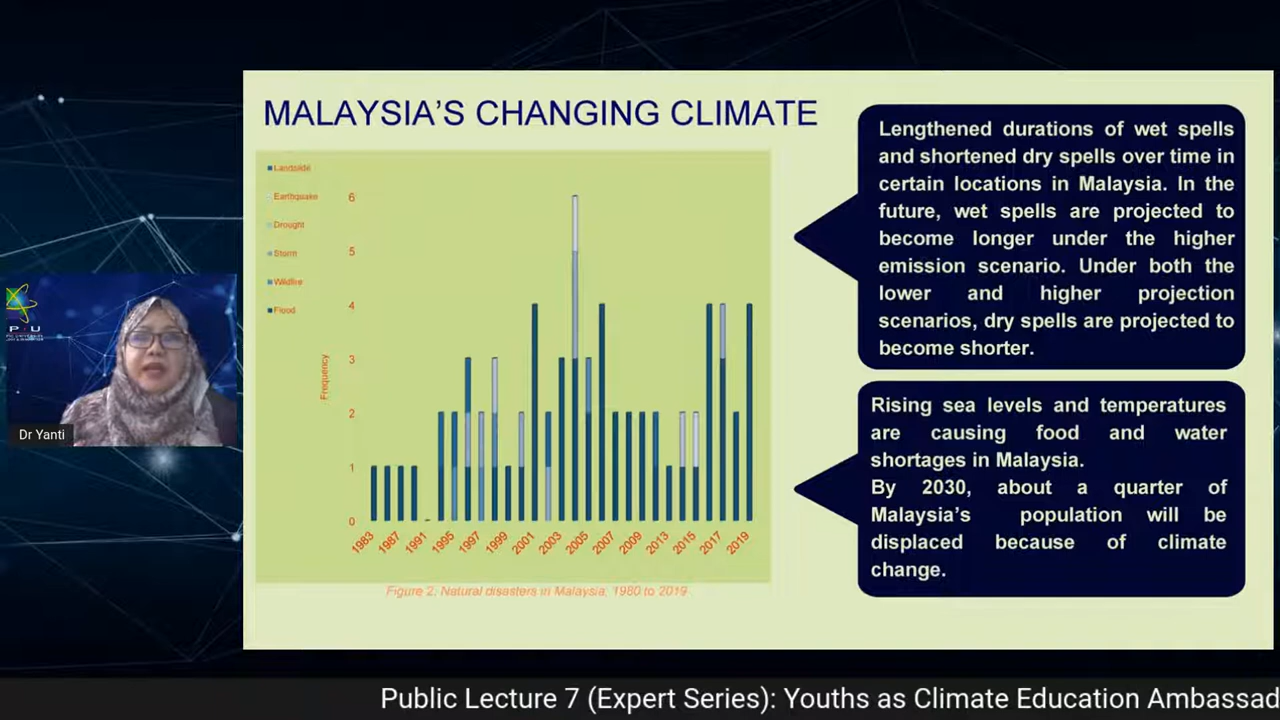 MALAYSIA'S CHANGING CLIMATE
Landslide
Earthquake
Drought
Storm
Wildfire
Flood
Frequency
6
5
4
3
2
1
0
1983
1987
1991
1995
1997
1999
2001
2003
2005
2007
2009
2013
2015
2017
2019
Figure 2: Natural disasters in Malaysia, 1980 to 2019
Lengthened durations of wet spells
and shortened dry spells over time in
certain locations in Malaysia. In the
future, wet spells are projected to
become longer under the higher
emission scenario. Under both the
lower and higher projection
scenarios, dry spells are projected to
become shorter.
Rising sea levels and temperatures
are causing food and water
shortages in Malaysia.
By 2030, about a quarter of
Malaysia's population will be
displaced because of climate
change.
Dr Yanti
Public Lecture 7 (Expert Series): Youths as Climate Education Ambassad